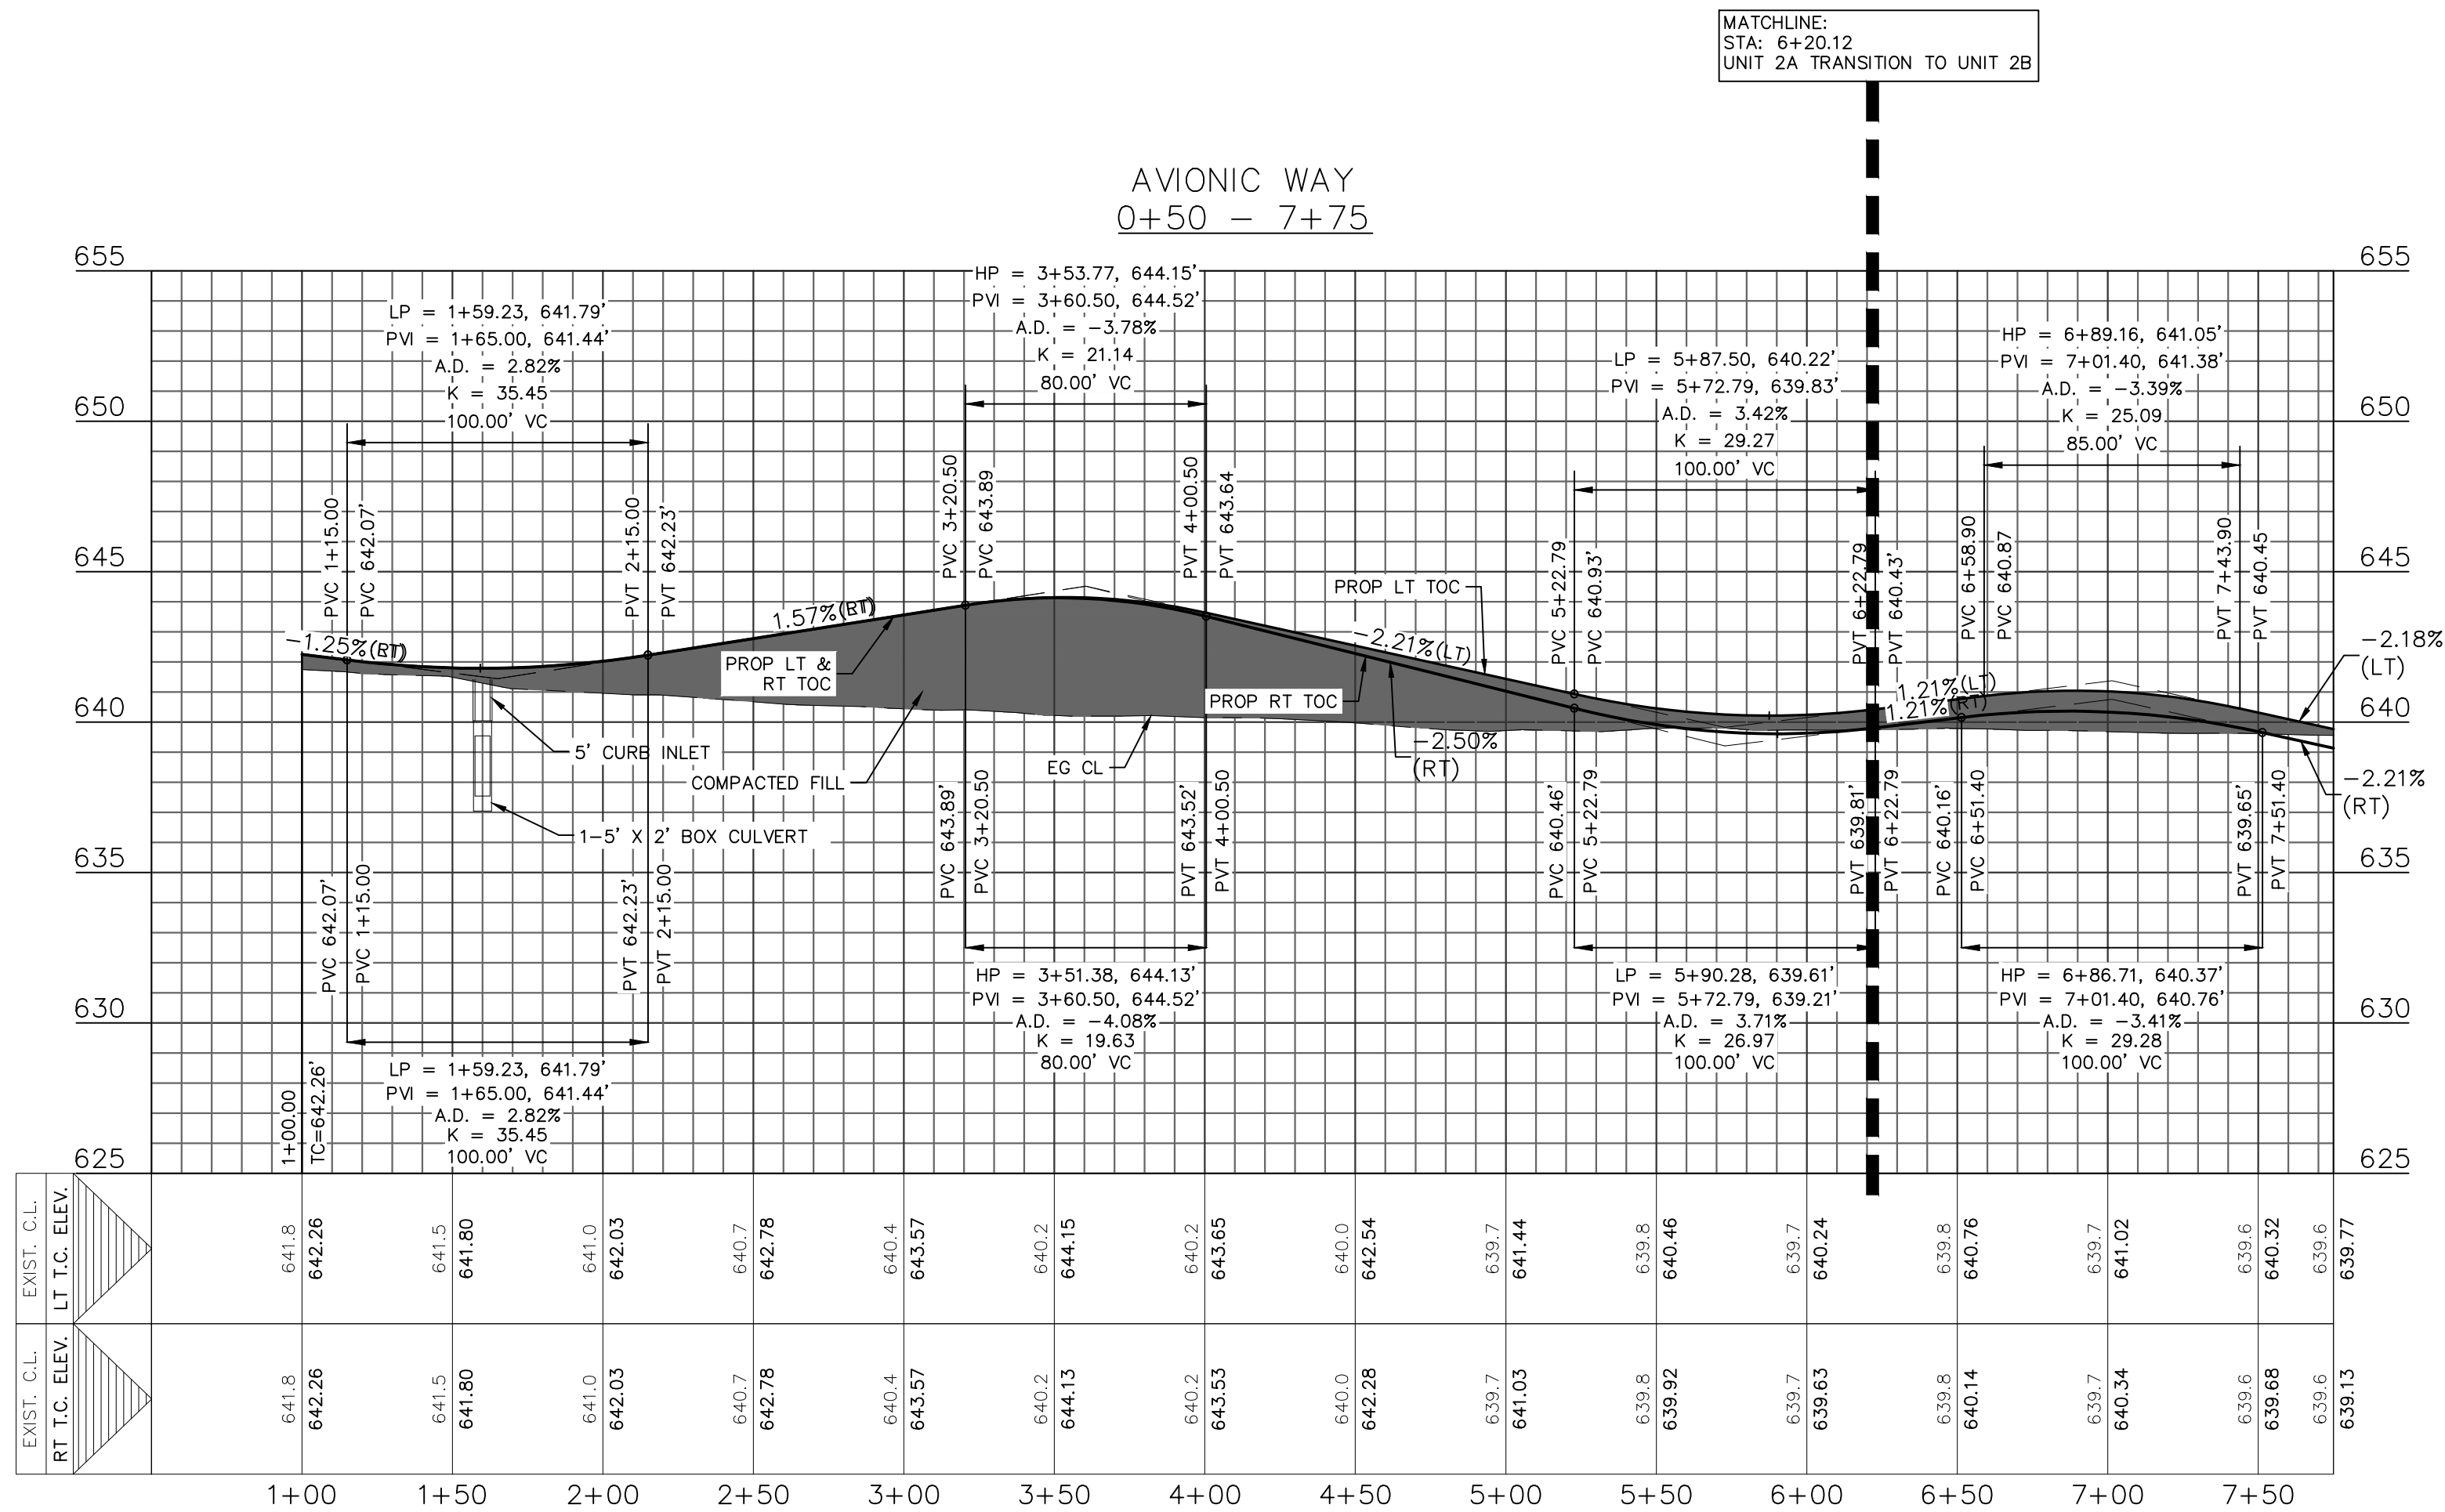 MATCHLINE:
STA: 6+20.12
UNIT 2A TRANSITION TO UNIT 2B
AVIONIC WAY
0+50 – 7+75
655
655
650
650
645
645
640
640
635
635
630
630
625
625
LP = 1+59.23, 641.79'
PVI = 1+65.00, 641.44'
A.D. = 2.82%
K = 35.45
100.00' VC
HP = 3+53.77, 644.15'
PVI = 3+60.50, 644.52'
A.D. = -3.78%
K = 21.14
80.00' VC
LP = 5+87.50, 640.22'
PVI = 5+72.79, 639.83'
A.D. = 3.42%
K = 29.27
100.00' VC
HP = 6+89.16, 641.05'
PVI = 7+01.40, 641.38'
A.D. = -3.39%
K = 25.09
85.00' VC
PVC 1+15.00
PVC 642.07'
PVT 2+15.00
PVT 642.23'
PVC 3+20.50
PVC 643.89
PVT 4+00.50
PVT 643.64
PVC 5+22.79
PVC 640.93'
PVT 6+22.79
PVT 640.43'
PVC 6+58.90
PVC 640.87
PVT 7+43.90
PVT 640.45
-1.25%(RT)
1.57%(RT)
-2.21%(LT)
1.21%(LT)
1.21%(RT)
-2.18%
(LT)
-2.21%
(RT)
-2.50%
(RT)
PROP LT &
RT TOC
PROP LT TOC
PROP RT TOC
5' CURB INLET
COMPACTED FILL
EG CL
1-5' X 2' BOX CULVERT
PVC 642.07'
PVC 1+15.00
PVT 642.23'
PVT 2+15.00
PVC 643.89'
PVC 3+20.50
PVT 643.52'
PVT 4+00.50
PVC 640.46'
PVC 5+22.79
PVT 639.81'
PVT 6+22.79
PVC 640.16'
PVC 6+51.40
PVT 639.65'
PVT 7+51.40
1+00.00
TC=642.26'
LP = 1+59.23, 641.79'
PVI = 1+65.00, 641.44'
A.D. = 2.82%
K = 35.45
100.00' VC
HP = 3+51.38, 644.13'
PVI = 3+60.50, 644.52'
A.D. = -4.08%
K = 19.63
80.00' VC
LP = 5+90.28, 639.61'
PVI = 5+72.79, 639.21'
A.D. = 3.71%
K = 26.97
100.00' VC
HP = 6+86.71, 640.37'
PVI = 7+01.40, 640.76'
A.D. = -3.41%
K = 29.28
100.00' VC
EXIST. C.L.
LT T.C. ELEV.
641.8
642.26
641.5
641.80
641.0
642.03
640.7
642.78
640.4
643.57
640.2
644.15
640.2
643.65
640.0
642.54
639.7
641.44
639.8
640.46
639.7
640.24
639.8
640.76
639.7
641.02
639.6
640.32
639.6
639.77
EXIST. C.L.
RT T.C. ELEV.
641.8
642.26
641.5
641.80
641.0
642.03
640.7
642.78
640.4
643.57
640.2
644.13
640.2
643.53
640.0
642.28
639.7
641.03
639.8
639.92
639.7
639.63
639.8
640.14
639.7
640.34
639.6
639.68
639.6
639.13
1+00
1+50
2+00
2+50
3+00
3+50
4+00
4+50
5+00
5+50
6+00
6+50
7+00
7+50